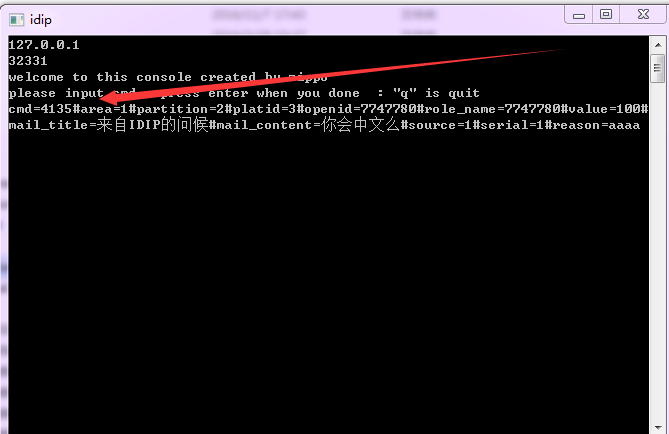 idip
127.0.0.1
32331
welcome to this console created by
please input cmd press enter when you done : "q" is quit
cmd=4135#area=1#partition=2#platid=3#openid=7747780#role_name=7747780#value=100#
mail_title=来自IDIP的问候#mail_content=你会中文么#source=1#serial=1#reason=aaaa